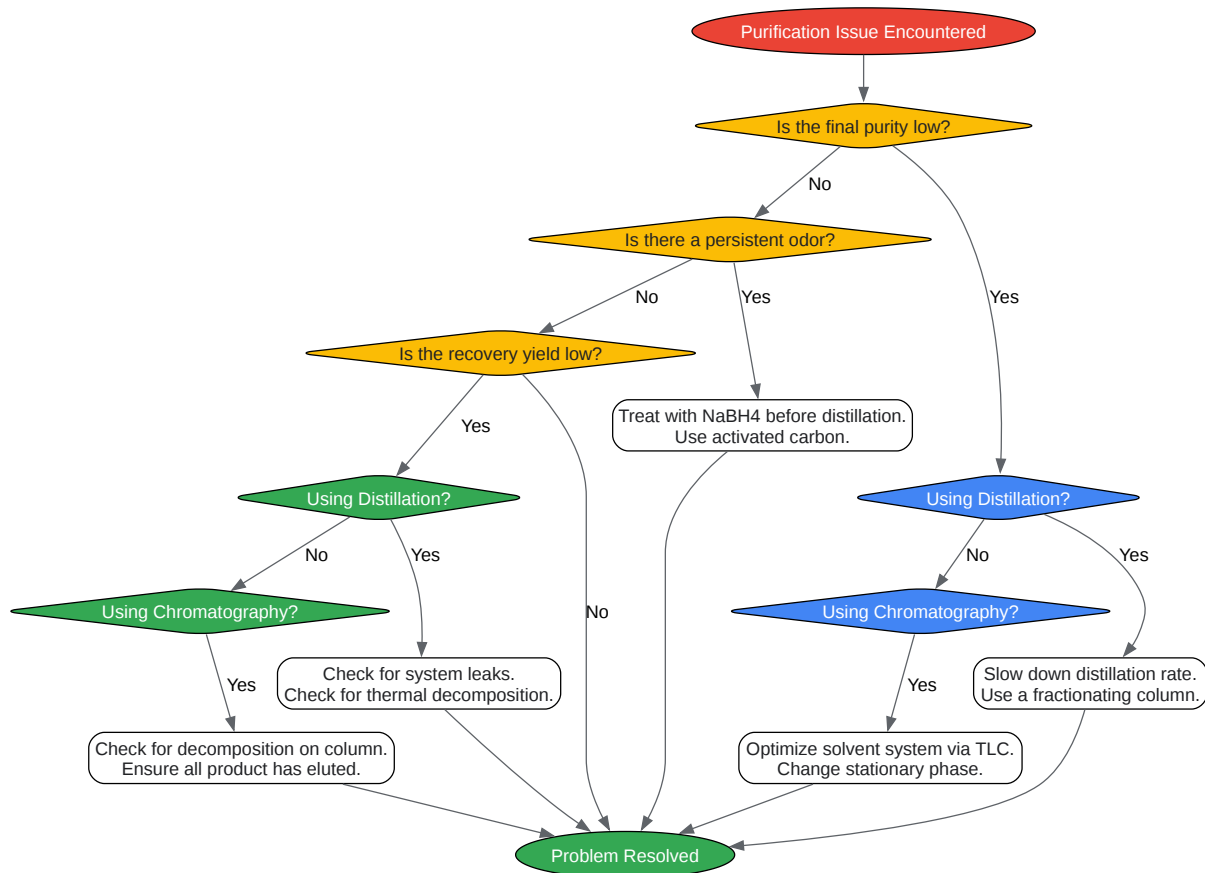 Purification Issue Encountered
Is the final purity low?
No
Is there a persistent odor?
Yes
No
Yes
Is the recovery yield low?
Treat with NaBH4 before distillation.
Use activated carbon.
Yes
Using Distillation?
Using Distillation?
No
Yes
No
Yes
Using Chromatography?
No
Using Chromatography?
Yes
Check for system leaks.
Check for thermal decomposition.
Yes
Slow down distillation rate.
Use a fractionating column.
Check for decomposition on column.
Ensure all product has eluted.
Optimize solvent system via TLC.
Change stationary phase.
Problem Resolved